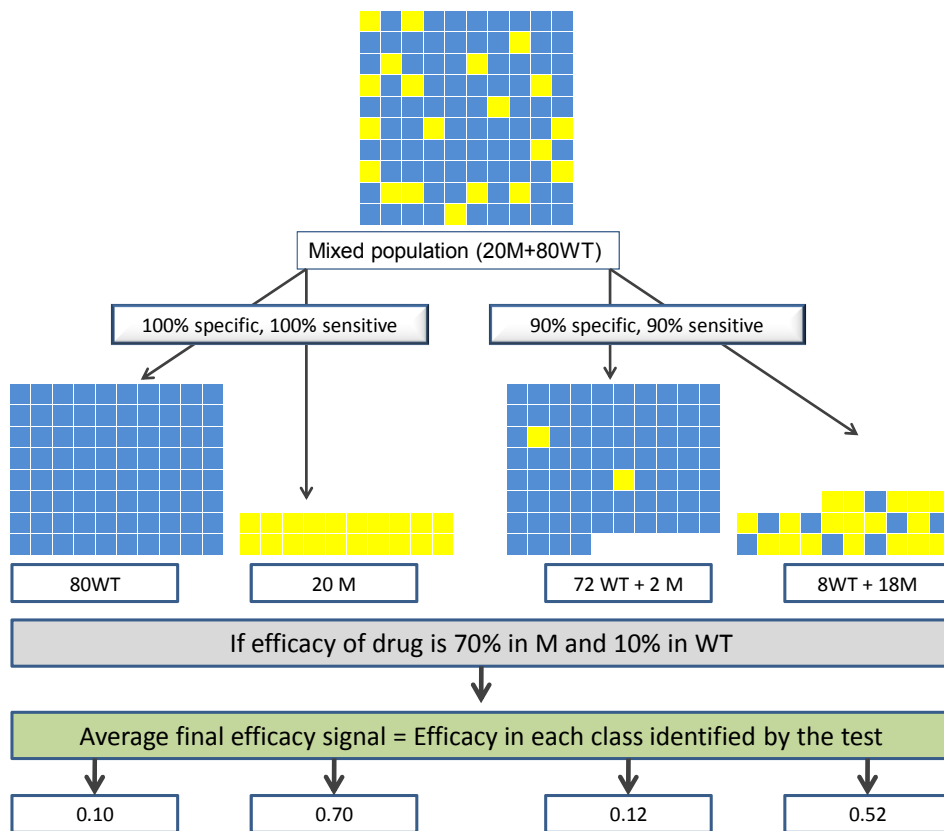 Mixed population (20M+80WT)
100% specific, 100% sensitive
90% specific, 90% sensitive
80WT
20 M
72 WT + 2 M
8WT + 18M
If efficacy of drug is 70% in M and 10% in WT
Average final efficacy signal = Efficacy in each class identified by the test
0.10
0.70
0.12
0.52